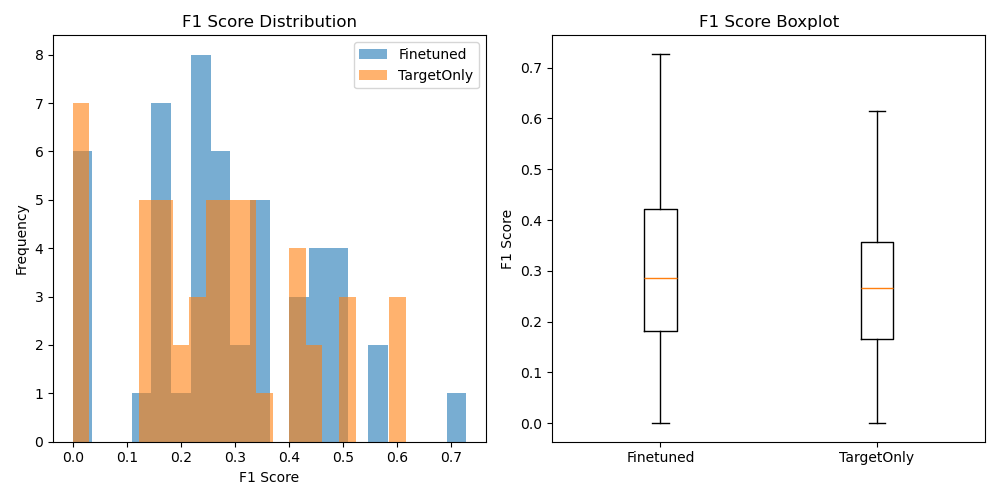 F1 Score Distribution
Finetuned
TargetOnly
8
7
6
5
4
3
2
1
0
Frequency
0.0 0.1 0.2 0.3 0.4 0.5 0.6 0.7
F1 Score
F1 Score Boxplot
0.7
0.6
0.5
0.4
0.3
0.2
0.1
0.0
F1 Score
Finetuned TargetOnly